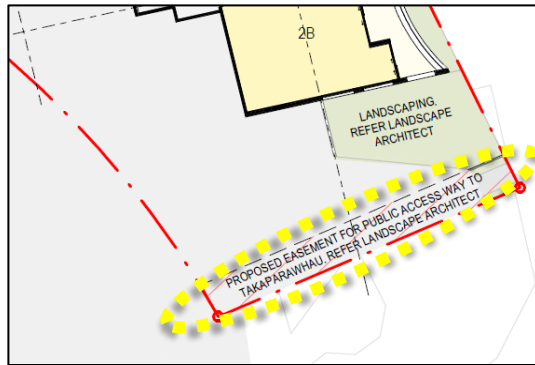 2B
LANDSCAPING.
REFER LANDSCAPE
ARCHITECT
PROPOSED EASEMENT FOR PUBLIC ACCESS WAY TO
TAKAPARAWHAU. REFER LANDSCAPE ARCHITECT